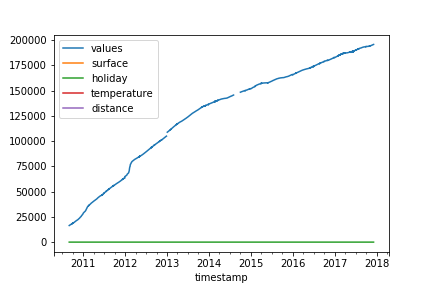 200000
175000
150000
125000
100000
75000
50000
25000
0
values
surface
holiday
temperature
distance
2011 2012 2013 2014 2015 2016 2017 2018
timestamp